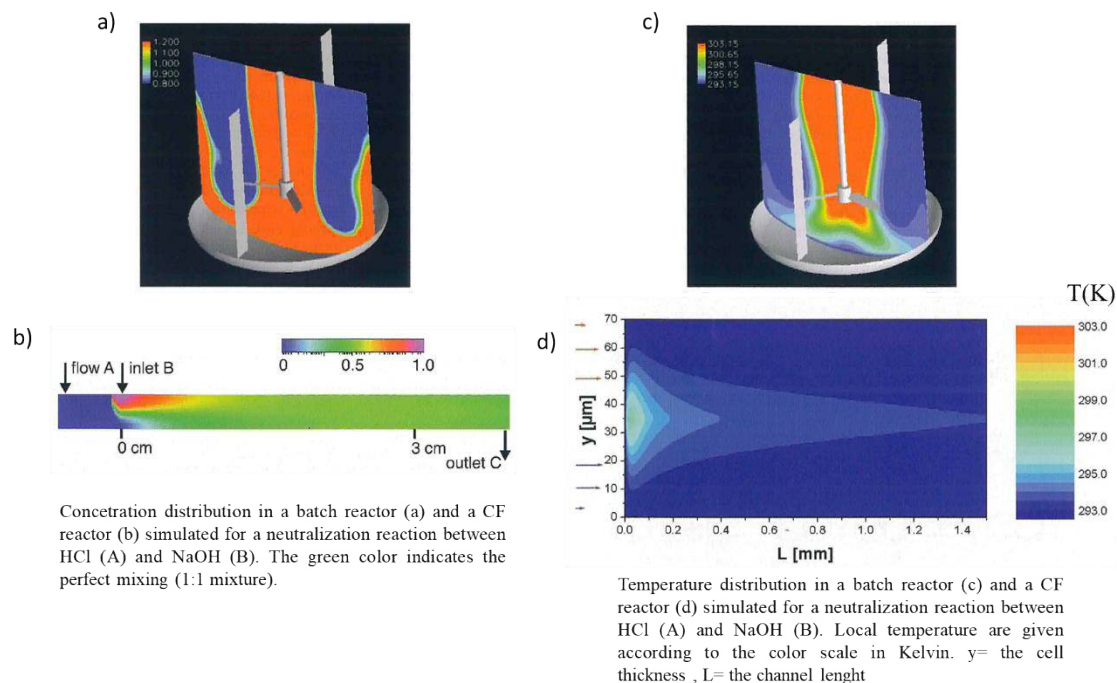 a)
1.200
1.100
1.000
0.900
0.800
b)
0 0.5 1.0
flow A inlet B
0 cm 3 cm
outlet C
Concetration distribution in a batch reactor (a) and a CF
reactor (b) simulated for a neutralization reaction between
HCl (A) and NaOH (B). The green color indicates the
perfect mixing (1:1 mixture).
c)
303.15
300.65
298.15
295.65
293.15
d)
T(K)
70
60
50
40
30
20
10
0
y [µm]
0.0 0.2 0.4 0.6 0.8 1.0 1.2 1.4
L [mm]
303.0
301.0
299.0
297.0
295.0
293.0
Temperature distribution in a batch reactor (c) and a CF
reactor (d) simulated for a neutralization reaction between
HCl (A) and NaOH (B). Local temperature are given
according to the color scale in Kelvin. y= the cell
thickness , L= the channel lenght